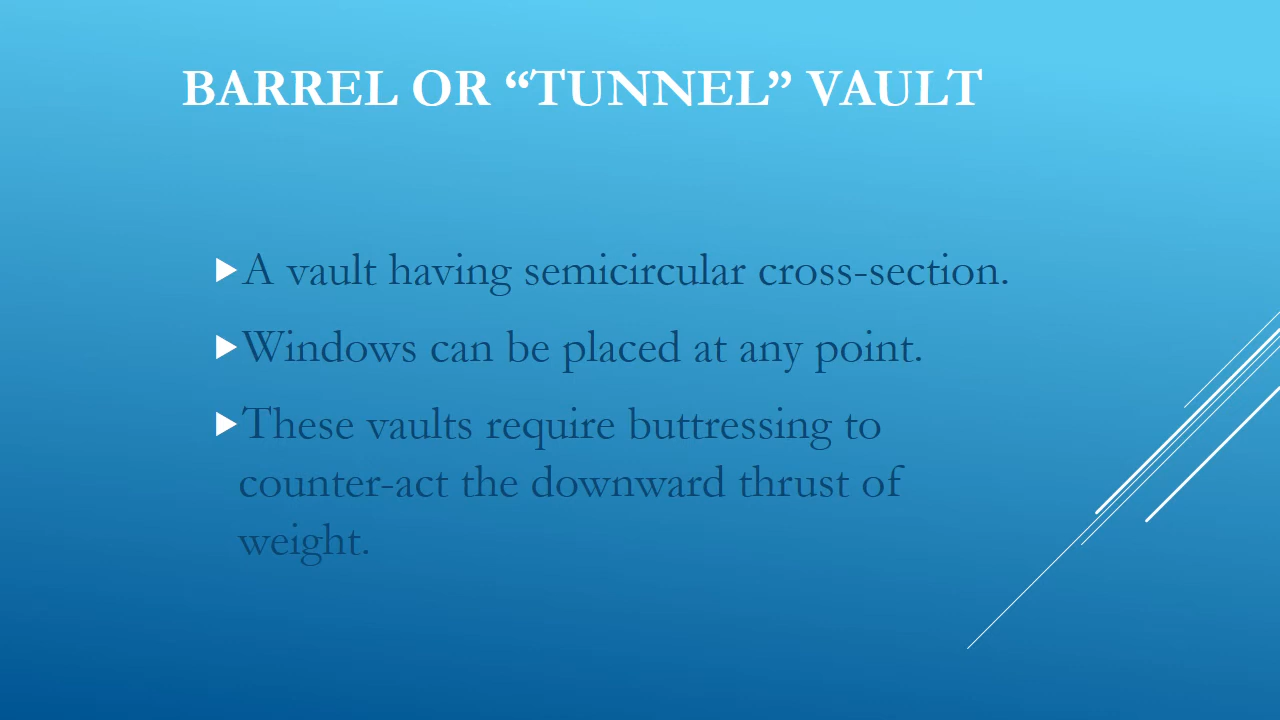 BARREL OR “TUNNEL” VAULT
A vault having semicircular cross-section.
Windows can be placed at any point.
These vaults require buttressing to
counter-act the downward thrust of
weight.